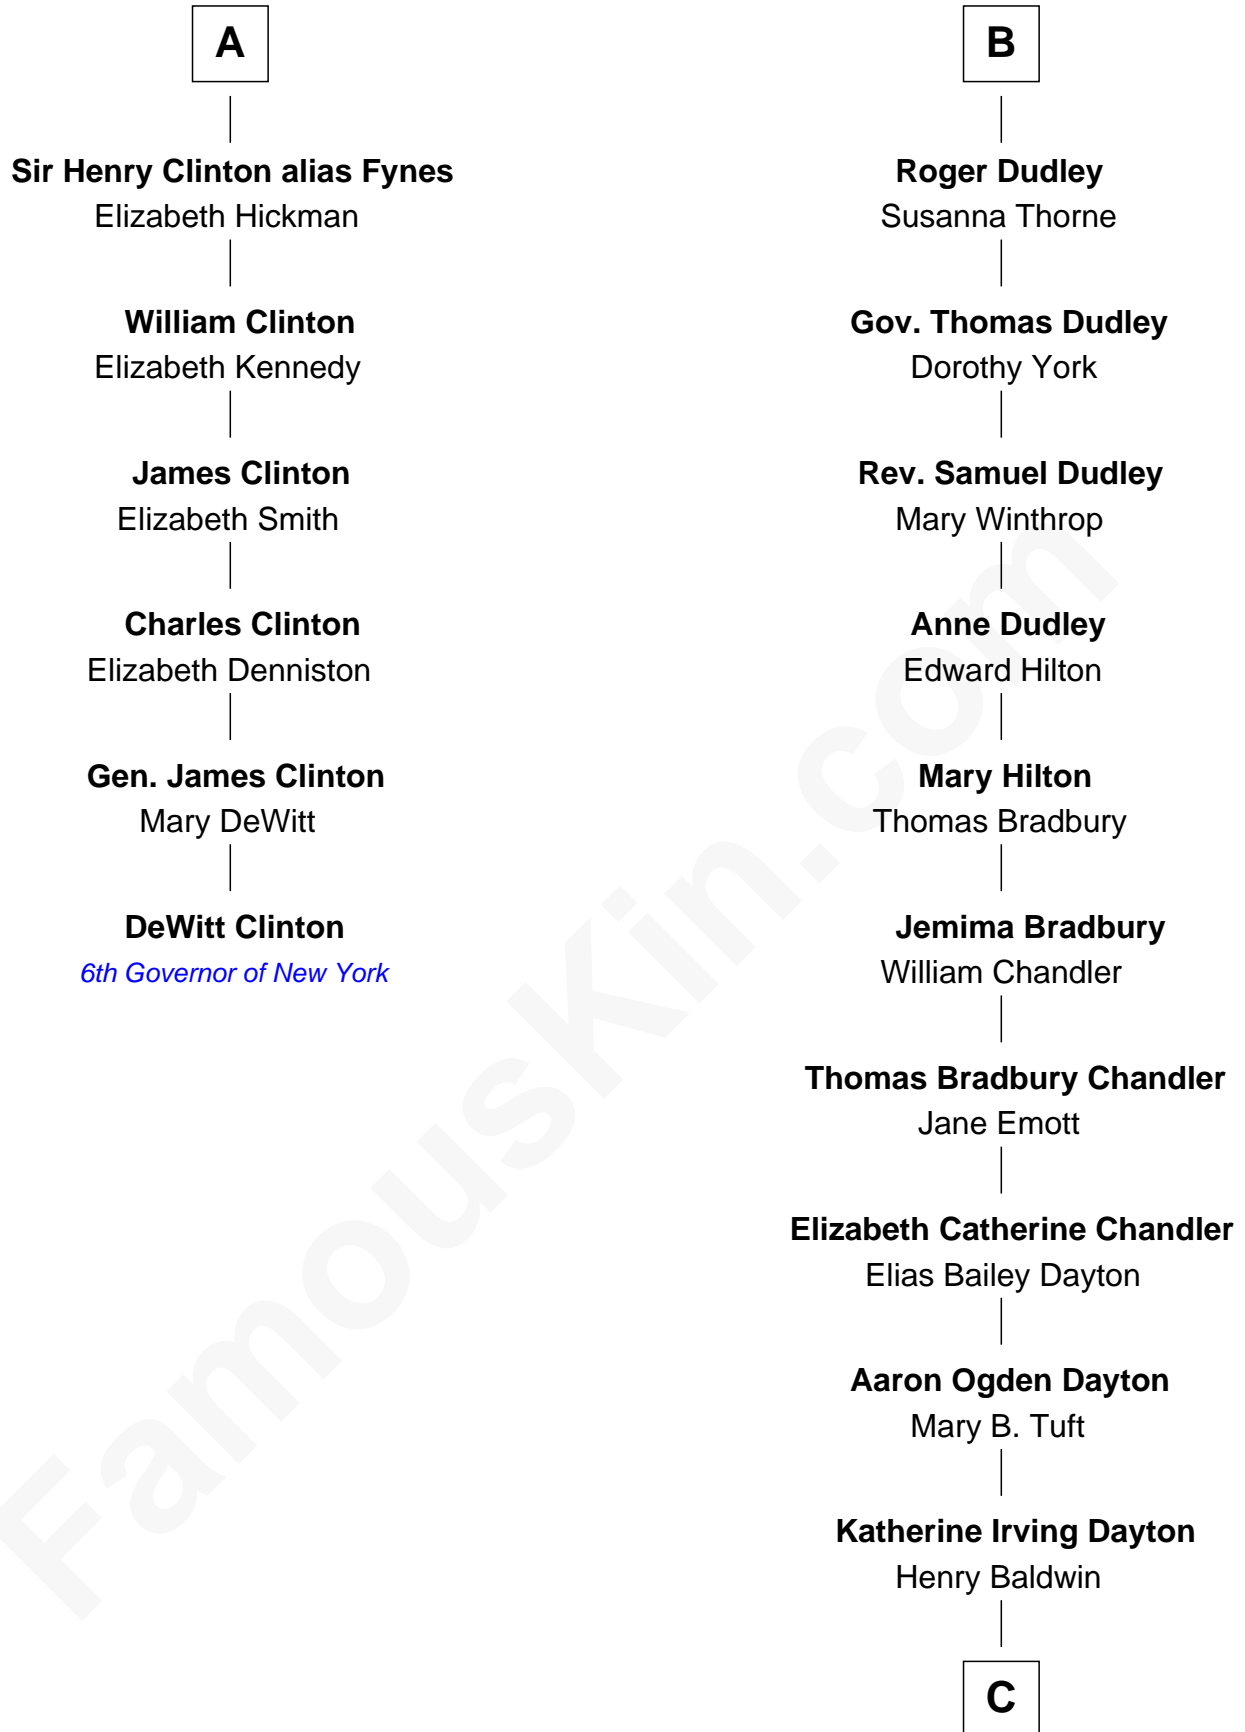 A
Sir Henry Clinton alias Fynes
Elizabeth Hickman
William Clinton
Elizabeth Kennedy
James Clinton
Elizabeth Smith
Charles Clinton
Elizabeth Denniston
Gen. James Clinton
Mary DeWitt
DeWitt Clinton
6th Governor of New York
B
Roger Dudley
Susanna Thorne
Gov. Thomas Dudley
Dorothy York
Rev. Samuel Dudley
Mary Winthrop
Anne Dudley
Edward Hilton
Mary Hilton
Thomas Bradbury
Jemima Bradbury
William Chandler
Thomas Bradbury Chandler
Jane Emott
Elizabeth Catherine Chandler
Elias Bailey Dayton
Aaron Ogden Dayton
Mary B. Tuft
Katherine Irving Dayton
Henry Baldwin
C
FamousKin.com